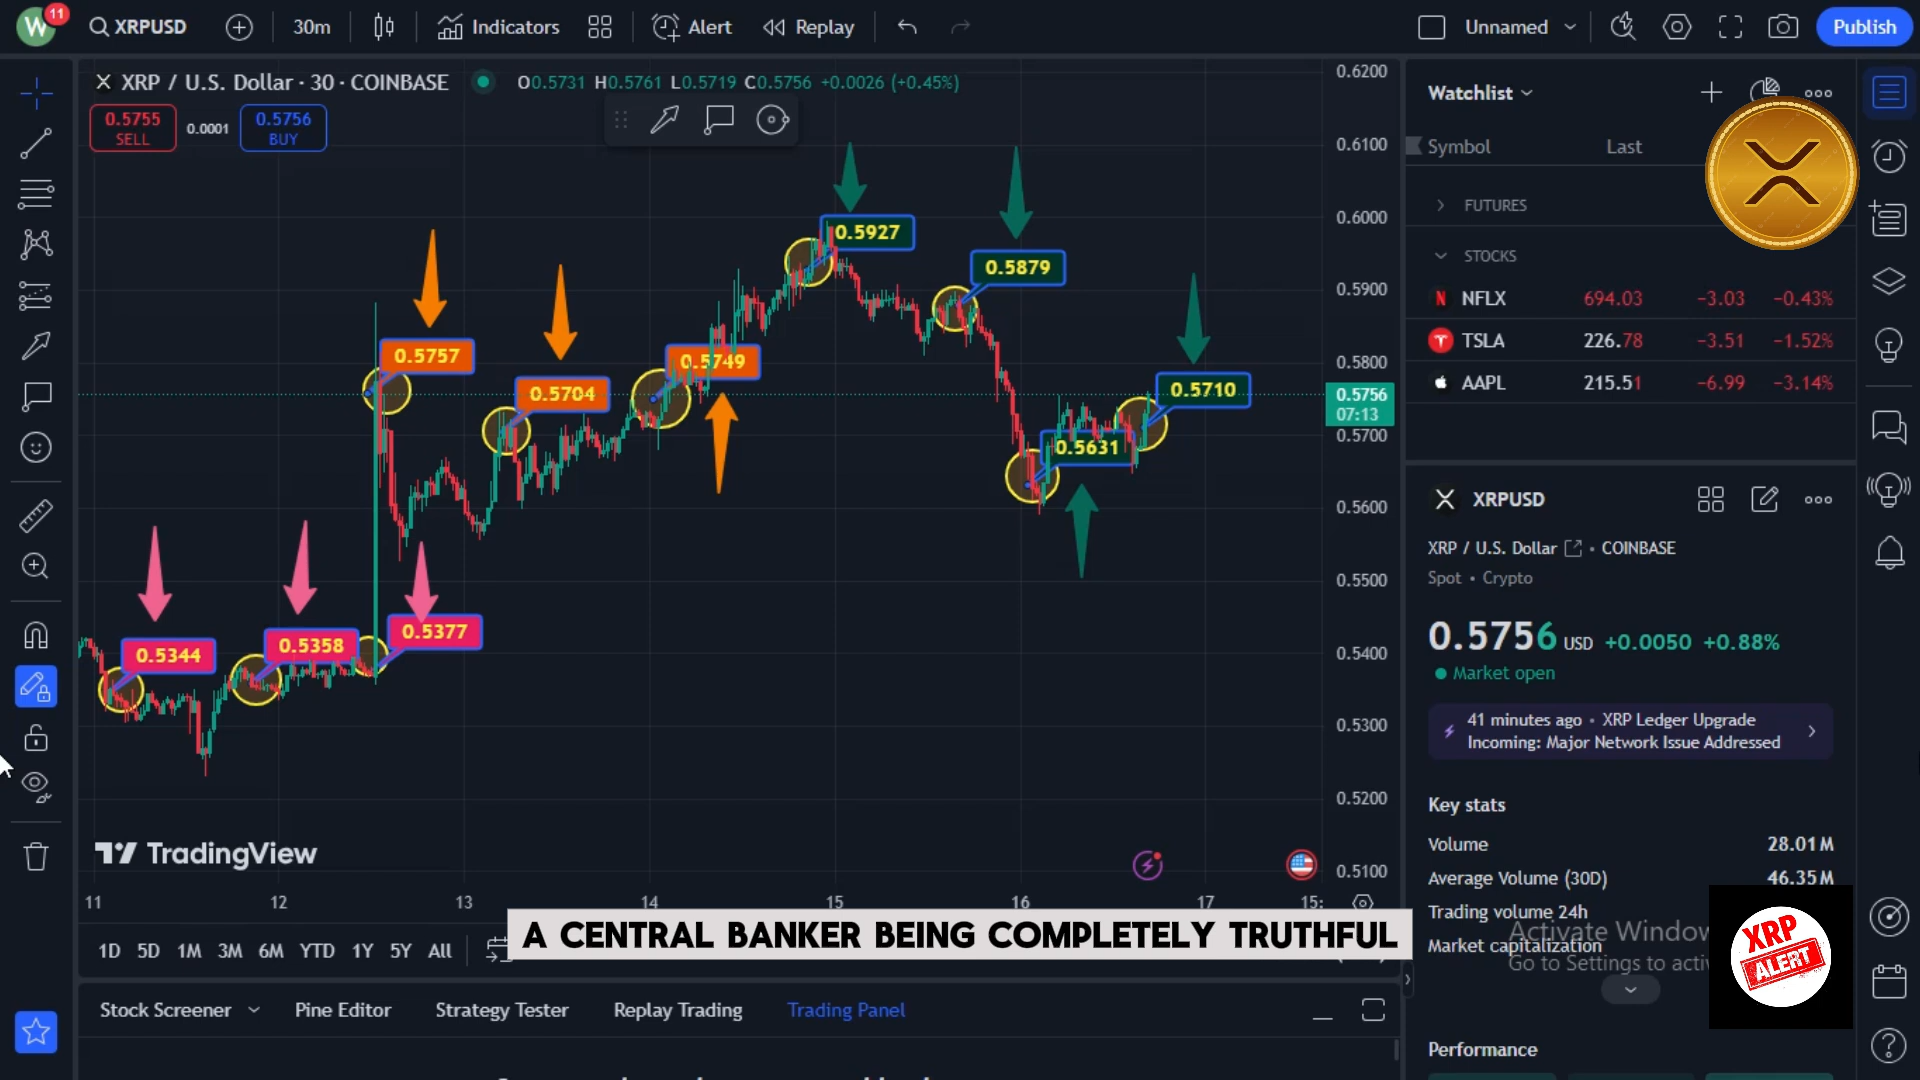 W 11 XRPUSD 30m Indicators Alert Replay Unnamed Publish
XRP / U.S. Dollar · 30 · COINBASE O0.5731 H0.5761 L0.5719 C0.5756 +0.0026 (+0.45%)
0.5755 SELL 0.0001 0.5756 BUY
0.6200
0.6100
0.6000
0.5900
0.5800
0.5756
07:13
0.5700
0.5600
0.5500
0.5400
0.5300
0.5200
0.5100
0.5927
0.5879
0.5757
0.5704
0.5749
0.5710
0.5631
0.5344
0.5358
0.5377
TradingView
11 12 13 14 15 16 17 15:
A CENTRAL BANKER BEING COMPLETELY TRUTHFUL
1D 5D 1M 3M 6M YTD 1Y 5Y All
Stock Screener Pine Editor Strategy Tester Replay Trading Trading Panel
Watchlist
Symbol Last
FUTURES
STOCKS
NFLX 694.03 −3.03 −0.43%
TSLA 226.78 −3.51 −1.52%
AAPL 215.51 −6.99 −3.14%
XRPUSD
XRP / U.S. Dollar • COINBASE
Spot • Crypto
0.5756 USD +0.0050 +0.88%
Market open
41 minutes ago • XRP Ledger Upgrade
Incoming: Major Network Issue Addressed
Key stats
Volume 28.01M
Average Volume (30D) 46.35M
Trading volume 24h
Market capitalization
Activate Window
Go to Settings to activ
XRP
ALERT
Performance